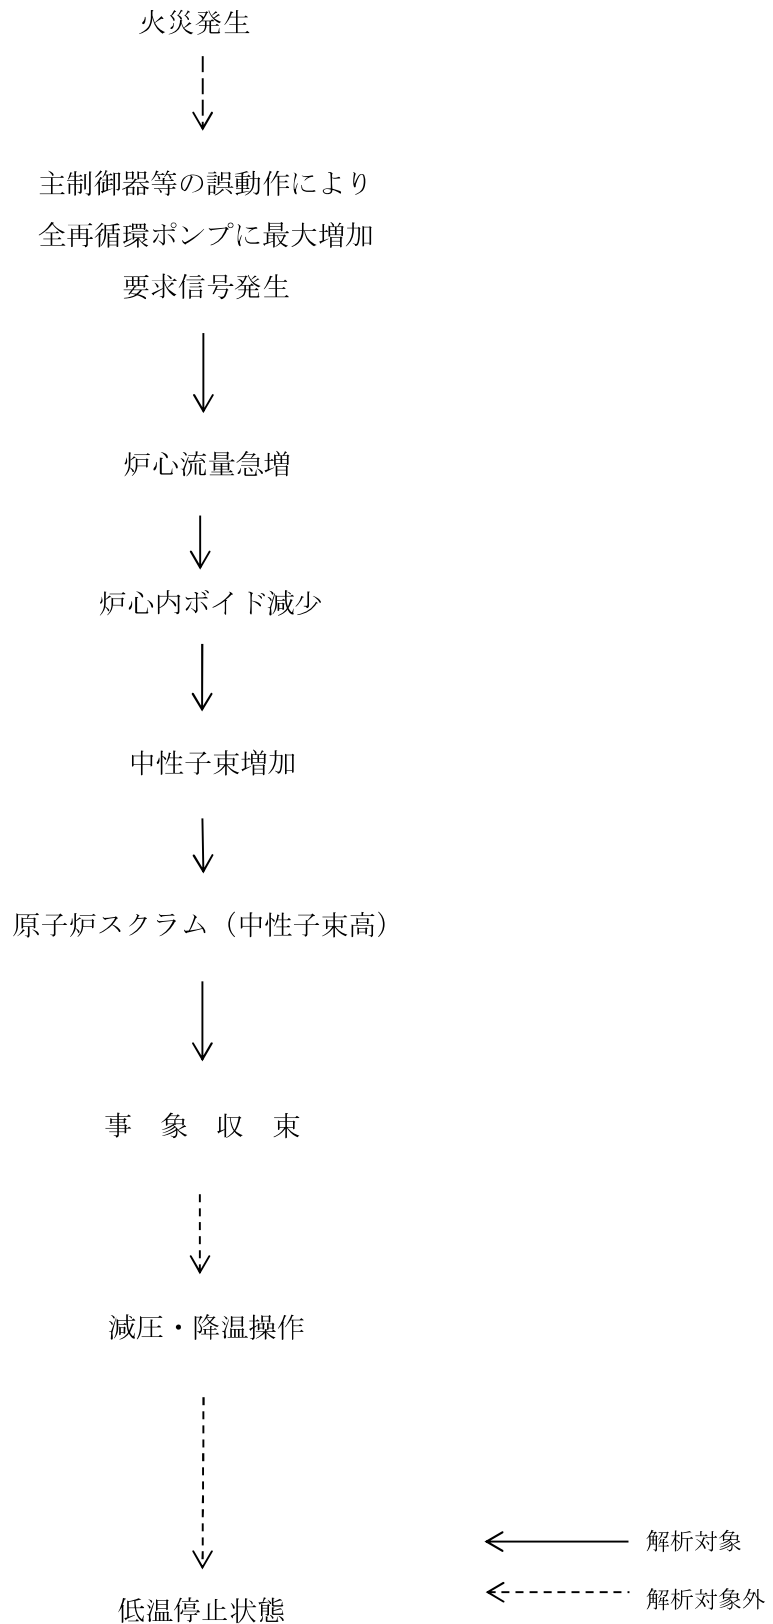 火災発生
主制御器等の誤動作により
全再循環ポンプに最大増加
要求信号発生
炉心流量急増
炉心内ボイド減少
中性子束増加
原子炉スクラム（中性子束高）
事　象　収　束
減圧・降温操作
低温停止状態
解析対象
解析対象外